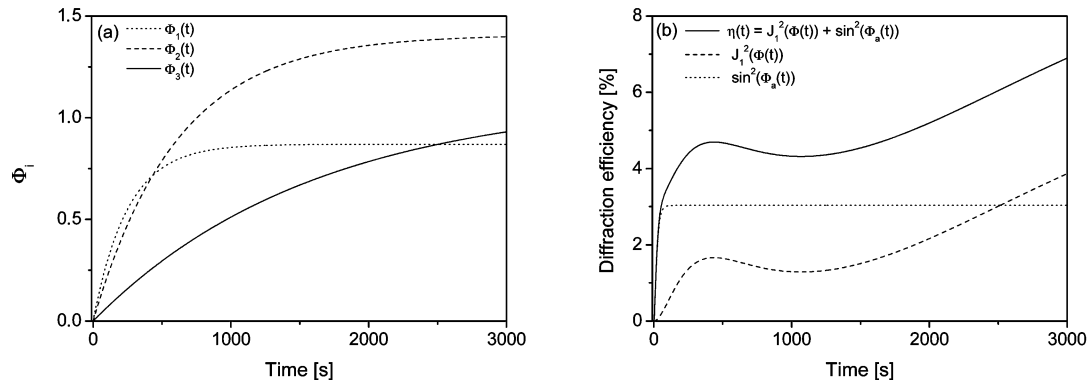 (a)
Φ₁(t)
Φ₂(t)
Φ₃(t)
1.5
1.0
0.5
0.0
Φᵢ
0 1000 2000 3000
Time [s]
(b)
η(t) = J₁²(Φ(t)) + sin²(Φₐ(t))
J₁²(Φ(t))
sin²(Φₐ(t))
8
6
4
2
0
Diffraction efficiency [%]
0 1000 2000 3000
Time [s]